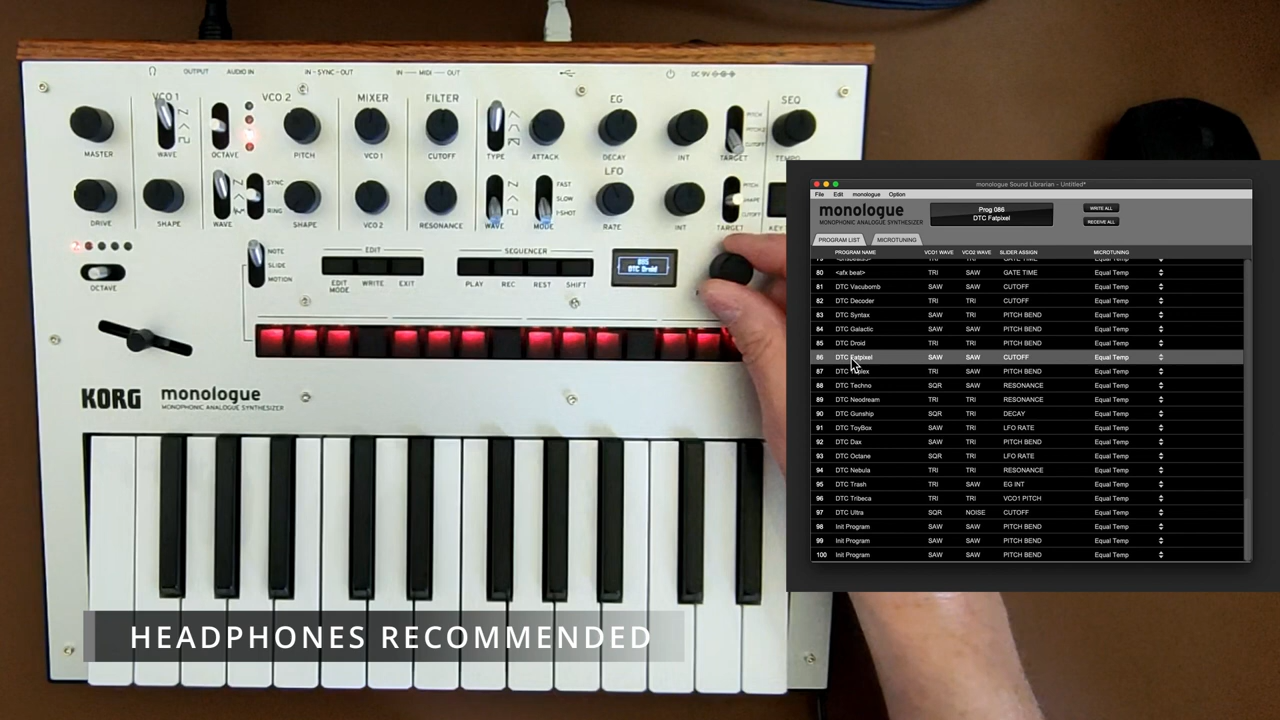 OUTPUT AUDIO IN IN-SYNC-OUT IN — MIDI — OUT DC 9V
VCO 1 VCO 2 MIXER FILTER EG SEQ
PITCH
PITCH 2
CUTOFF
MASTER WAVE OCTAVE PITCH VCO 1 CUTOFF TYPE ATTACK DECAY INT TARGET TEMPO
LFO
SYNC
RING
FAST
SLOW
1-SHOT
PITCH
SHAPE
CUTOFF
DRIVE SHAPE WAVE SHAPE VCO 2 RESONANCE WAVE MODE RATE INT TARGET KEY
NOTE
SLIDE
MOTION
EDIT SEQUENCER
085
DTC Droid
OCTAVE
EDIT MODE WRITE EXIT PLAY REC REST SHIFT
KORG monologue
MONOPHONIC ANALOGUE SYNTHESIZER
HEADPHONES RECOMMENDED
monologue Sound Librarian - Untitled*
File Edit monologue Option
monologue
MONOPHONIC ANALOGUE SYNTHESIZER
Prog 086
DTC Fatpixel
WRITE ALL
RECEIVE ALL
PROGRAM LIST MICROTUNING
PROGRAM NAME VCO1 WAVE VCO2 WAVE SLIDER ASSIGN MICROTUNING
80 <afx beat> TRI SAW GATE TIME Equal Temp
81 DTC Vacubomb TRI SAW CUTOFF Equal Temp
82 DTC Decoder TRI TRI CUTOFF Equal Temp
83 DTC Syntax SAW TRI PITCH BEND Equal Temp
84 DTC Galactic SAW SAW PITCH BEND Equal Temp
85 DTC Droid TRI TRI PITCH BEND Equal Temp
86 DTC Fatpixel SAW SAW CUTOFF Equal Temp
87 DTC TRI SAW PITCH BEND Equal Temp
88 DTC Techno SQR SAW RESONANCE Equal Temp
89 DTC Neodream TRI TRI RESONANCE Equal Temp
90 DTC Gunship SQR TRI DECAY Equal Temp
91 DTC ToyBox SAW TRI LFO RATE Equal Temp
92 DTC Dax SAW TRI PITCH BEND Equal Temp
93 DTC Octane SQR SAW LFO RATE Equal Temp
94 DTC Nebula TRI TRI RESONANCE Equal Temp
95 DTC Trash TRI SAW EG INT Equal Temp
96 DTC Tribeca TRI TRI VCO1 PITCH Equal Temp
97 DTC Ultra SQR NOISE CUTOFF Equal Temp
98 Init Program SAW SAW PITCH BEND Equal Temp
99 Init Program SAW SAW PITCH BEND Equal Temp
100 Init Program SAW SAW PITCH BEND Equal Temp